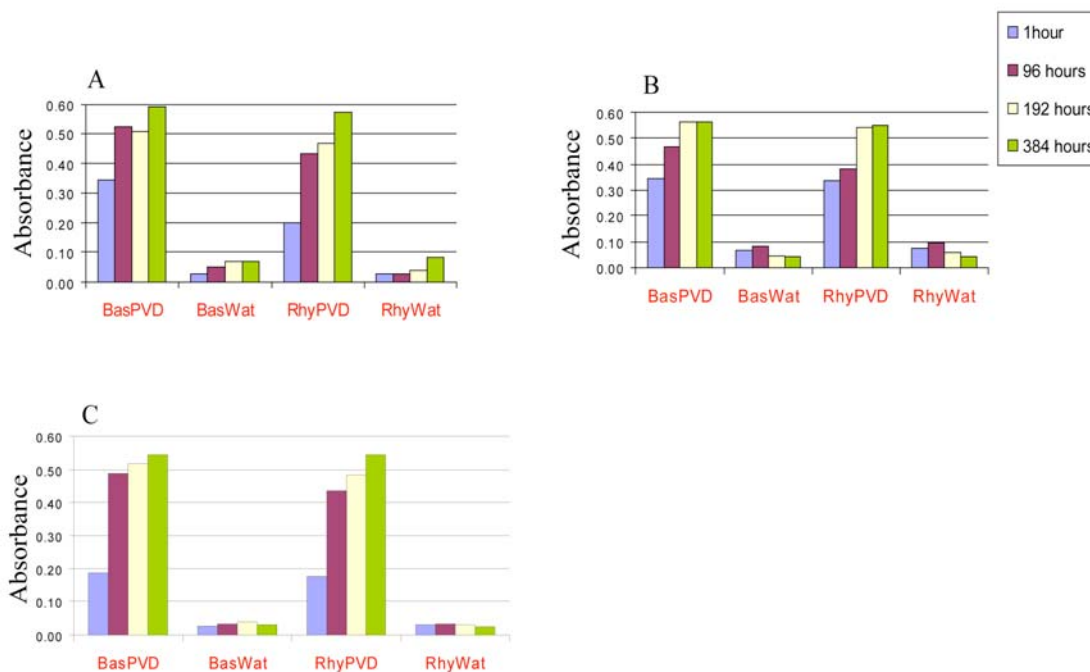 1hour
96 hours
192 hours
384 hours
A
Absorbance
0.60
0.50
0.40
0.30
0.20
0.10
0.00
BasPVD BasWat RhyPVD RhyWat
B
Absorbance
0.60
0.50
0.40
0.30
0.20
0.10
0.00
BasPVD BasWat RhyPVD RhyWat
C
Absorbance
0.60
0.50
0.40
0.30
0.20
0.10
0.00
BasPVD BasWat RhyPVD RhyWat